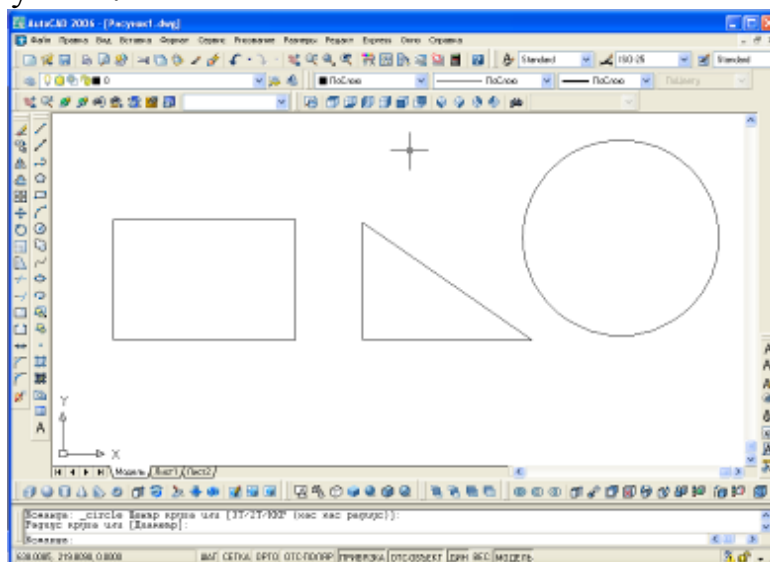 AutoCAD 2006 - [Рисунок1.dwg]
Файл Правка Вид Вставка Формат Сервис Рисование Размеры Редакт Express Окно Справка
Standard ISO-25 Standard
0 ПоСлою ПоСлою ПоСлою ПоЦвету
Y
X
A
Модель Лист1 Лист2
Команда: _circle Центр круга или [3Т/2Т/ККР (кас кас радиус)]:
Радиус круга или [Диаметр]:
Команда:
ШАГ СЕТКА ОРТО ОТС-ПОЛЯР ПРИВЯЗКА ОТС-ОБЪЕКТ ДИН ВЕС МОДЕЛЬ